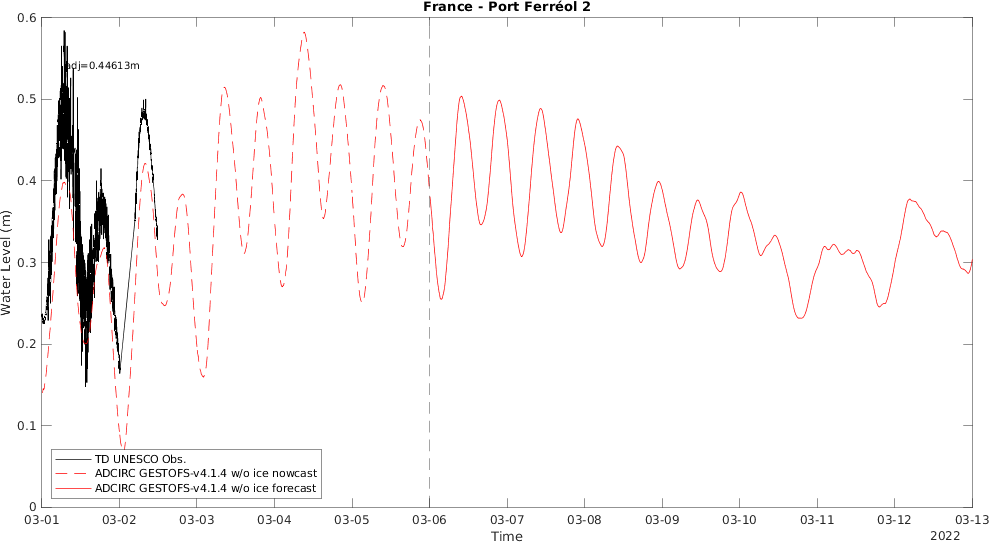 France - Port Ferréol 2
0.6
0.5
0.4
0.3
0.2
0.1
0
Water Level (m)
adj=0.44613m
TD UNESCO Obs.
ADCIRC GESTOFS-v4.1.4 w/o ice nowcast
ADCIRC GESTOFS-v4.1.4 w/o ice forecast
03-01 03-02 03-03 03-04 03-05 03-06 03-07 03-08 03-09 03-10 03-11 03-12 03-13
Time
2022